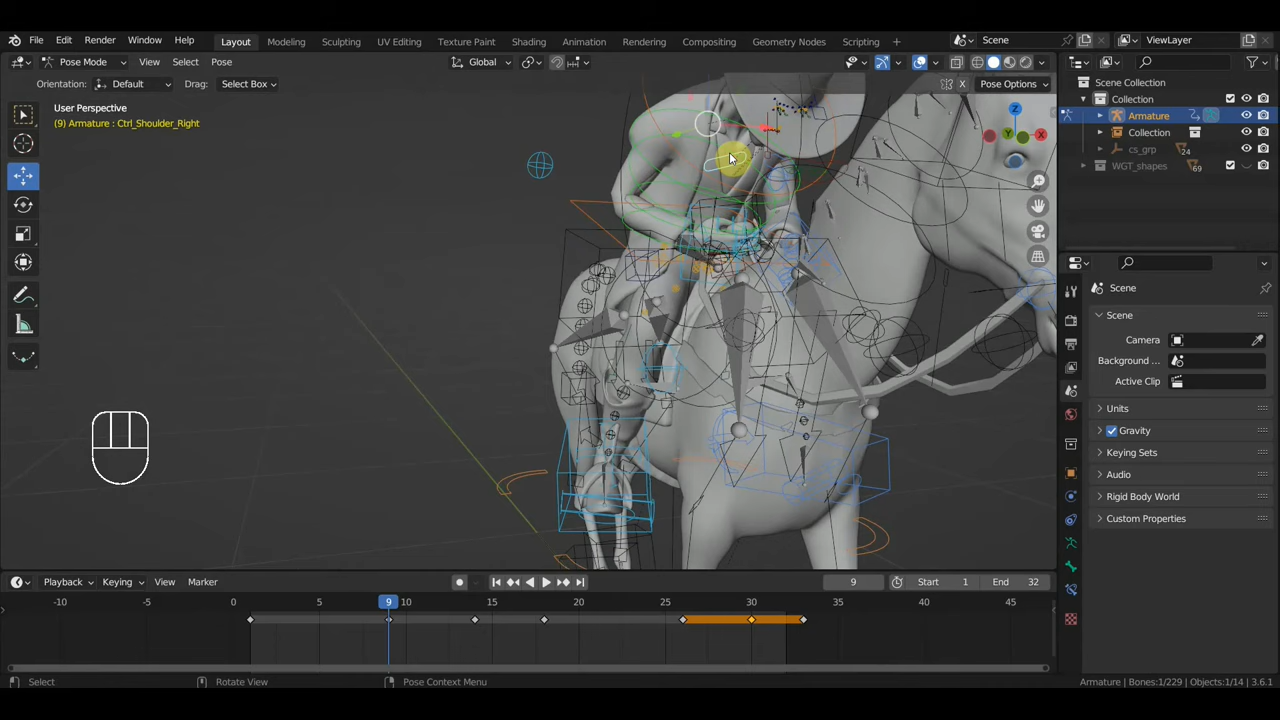 File Edit Render Window Help Layout Modeling Sculpting UV Editing Texture Paint Shading Animation Rendering Compositing Geometry Nodes Scripting + Scene ViewLayer
Pose Mode View Select Pose Global
Orientation: Default Drag: Select Box X Pose Options
Scene Collection
Collection
Armature
Collection
cs_grp 24
WGT_shapes 69
User Perspective
(9) Armature : Ctrl_Shoulder_Right
Z
Y
X
Scene
Scene
Camera
Background ...
Active Clip
Units
Gravity
Keying Sets
Audio
Rigid Body World
Custom Properties
Playback Keying View Marker 9 Start 1 End 32
-10 -5 0 5 9 10 15 20 25 30 35 40 45
Select Rotate View Pose Context Menu Armature | Bones:1/229 | Objects:1/14 | 3.6.1